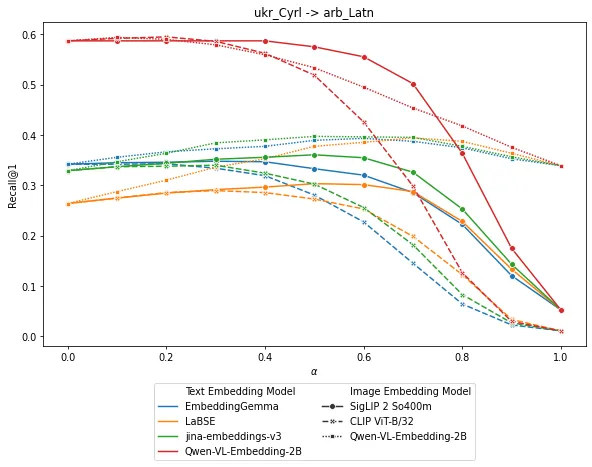 ukr_Cyrl -> arb_Latn
Recall@1
0.6
0.5
0.4
0.3
0.2
0.1
0.0
0.0 0.2 0.4 0.6 0.8 1.0
α
Text Embedding Model Image Embedding Model
EmbeddingGemma SigLIP 2 So400m
LaBSE CLIP ViT-B/32
jina-embeddings-v3 Qwen-VL-Embedding-2B
Qwen-VL-Embedding-2B